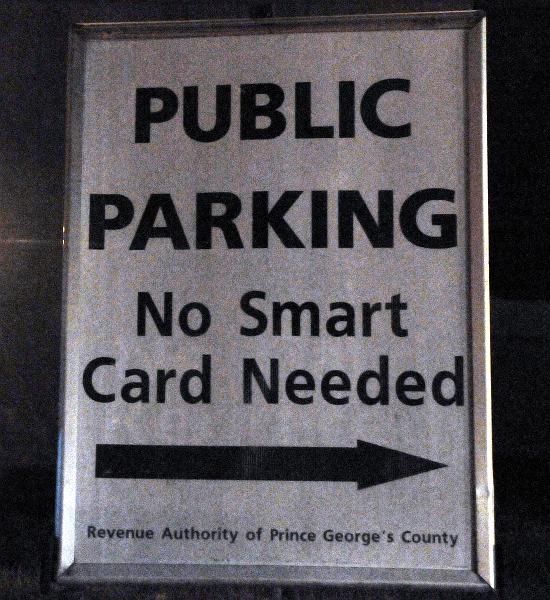 PUBLIC
PARKING
No Smart
Card Needed
Revenue Authority of Prince George's County